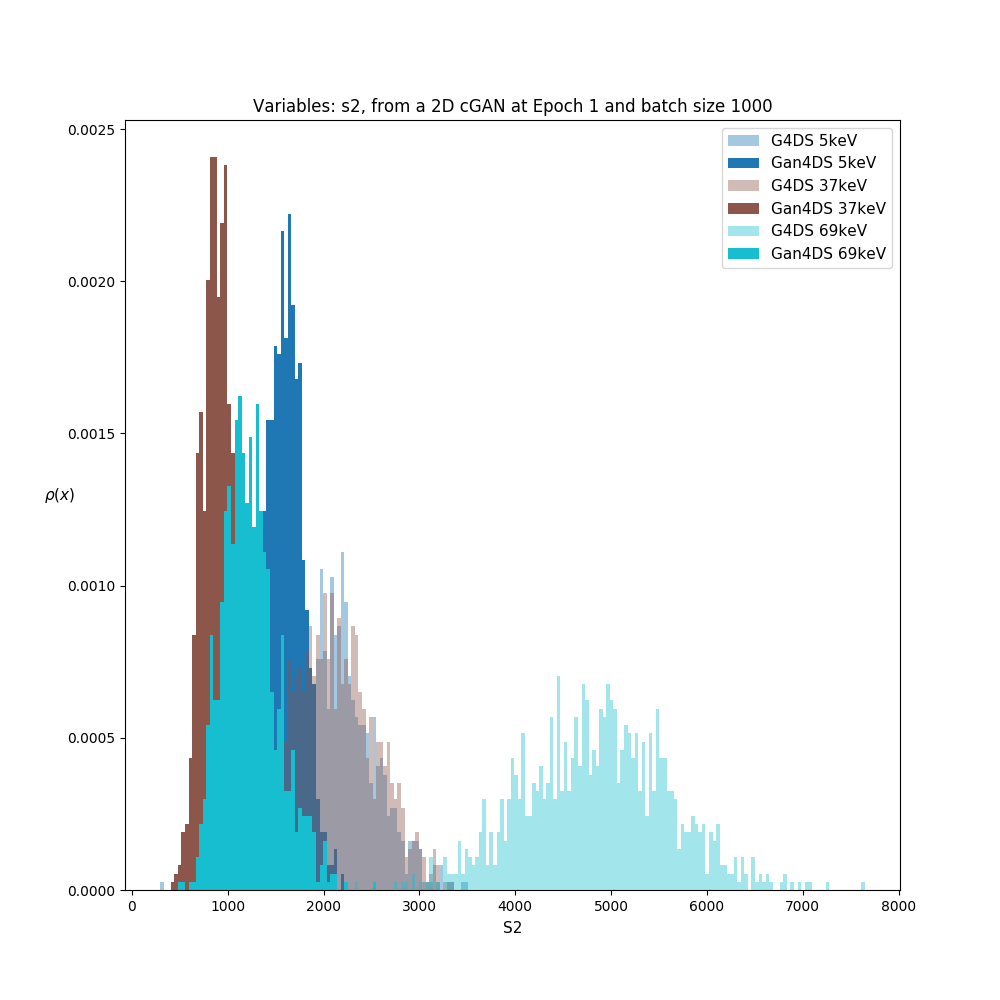 Variables: s2, from a 2D cGAN at Epoch 1 and batch size 1000
G4DS 5keV
Gan4DS 5keV
G4DS 37keV
Gan4DS 37keV
G4DS 69keV
Gan4DS 69keV
0.0025
0.0020
0.0015
ρ(x)
0.0010
0.0005
0.0000
0 1000 2000 3000 4000 5000 6000 7000 8000
S2